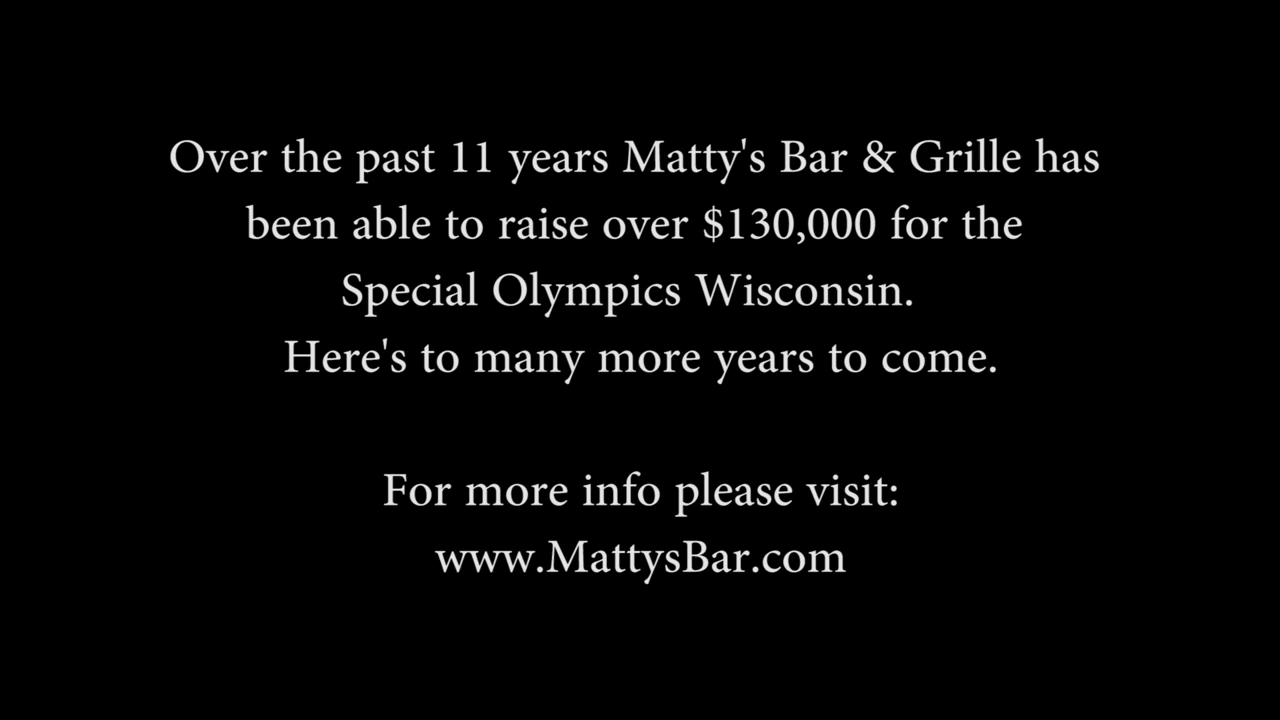 Over the past 11 years Matty's Bar & Grille has
been able to raise over $130,000 for the
Special Olympics Wisconsin.
Here's to many more years to come.
For more info please visit:
www.MattysBar.com